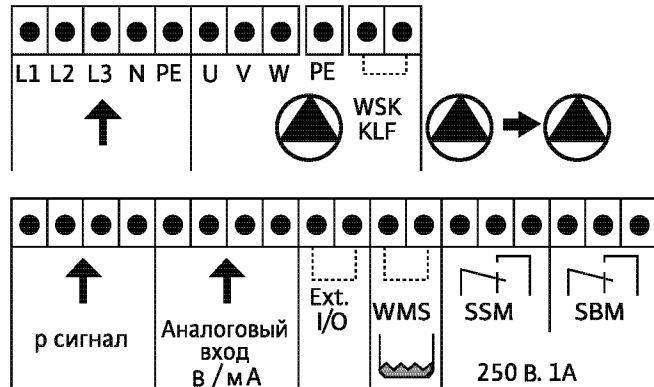 L1 L2 L3 N PE U V W PE
WSK
KLF
p сигнал
Аналоговый
вход
В / мА
Ext.
I/O
WMS
SSM
SBM
250 В. 1А